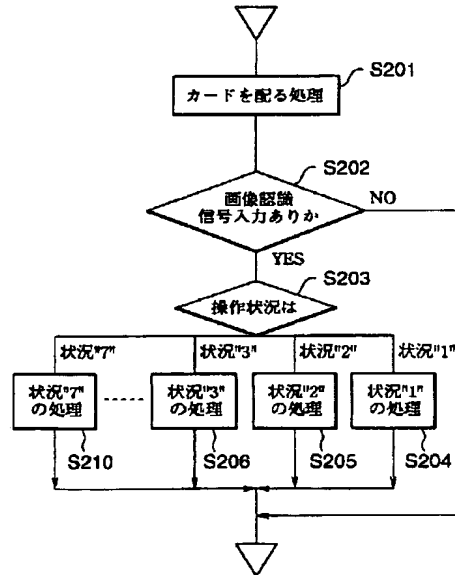 S201
カードを配る処理
S202
画像認識
信号入力ありか
NO
YES
S203
操作状況は
状況"7"
状況"3"
状況"2"
状況"1"
状況"7"
の処理
状況"3"
の処理
状況"2"
の処理
状況"1"
の処理
S210
S206
S205
S204